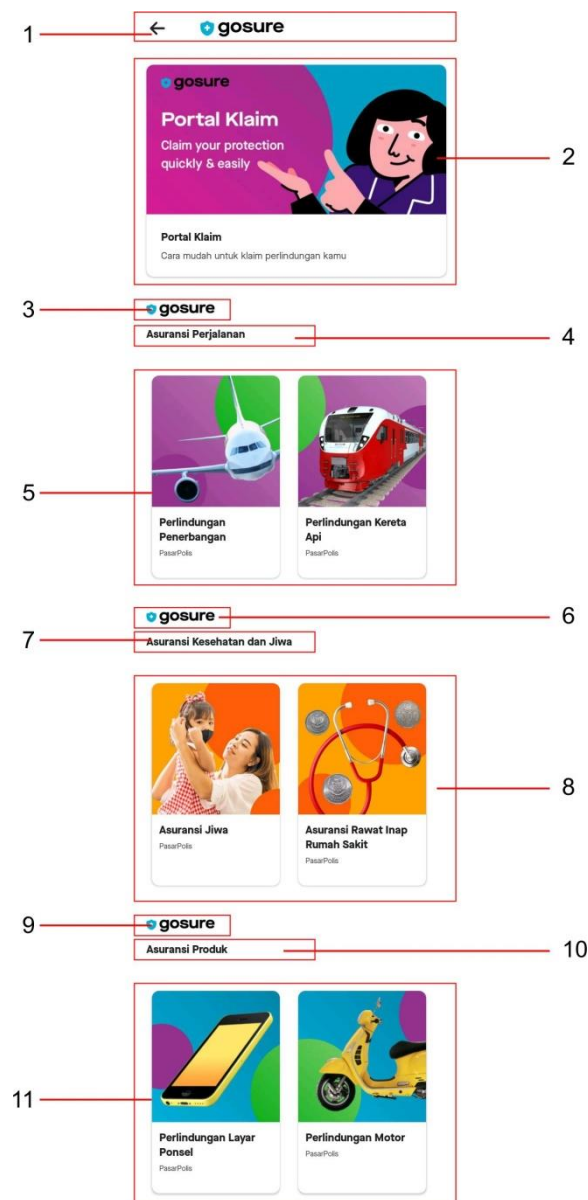 1
gosure
gosure
Portal Klaim
Claim your protection
quickly & easily
2
Portal Klaim
Cara mudah untuk klaim perlindungan kamu
3
gosure
Asuransi Perjalanan
4
5
Perlindungan
Penerbangan
PasarPolis
Perlindungan Kereta
Api
PasarPolis
gosure
6
7
Asuransi Kesehatan dan Jiwa
8
Asuransi Jiwa
PasarPolis
Asuransi Rawat Inap
Rumah Sakit
PasarPolis
9
gosure
Asuransi Produk
10
11
Perlindungan Layar
Ponsel
PasarPolis
Perlindungan Motor
PasarPolis